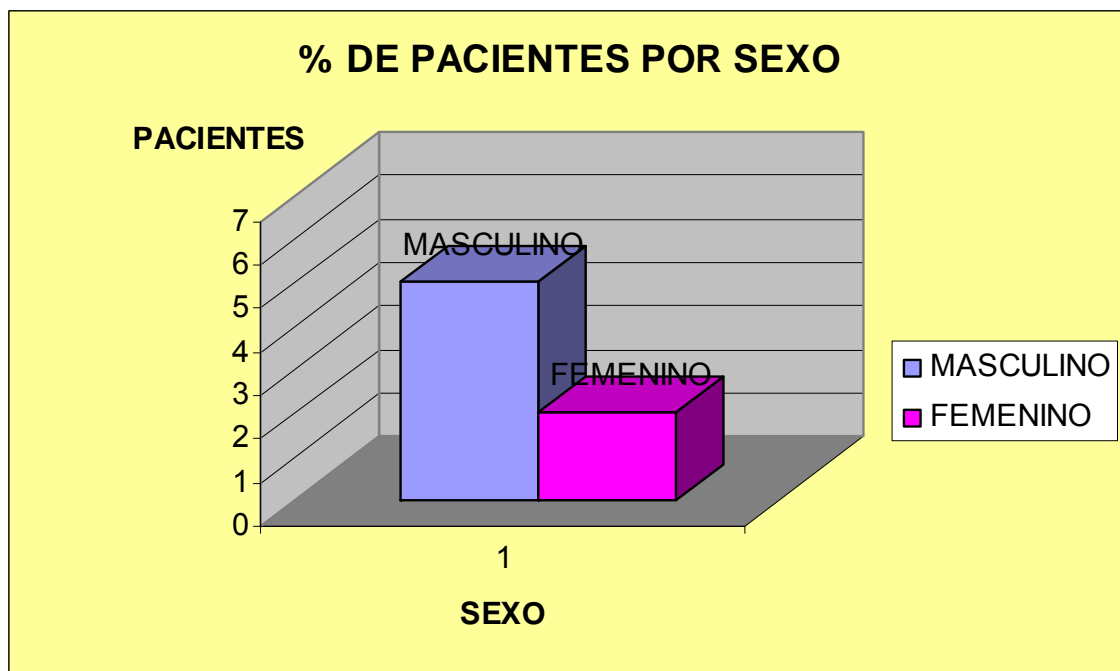 % DE PACIENTES POR SEXO
PACIENTES
7
6
5
4
3
2
1
0
MASCULINO
FEMENINO
1
SEXO
MASCULINO
FEMENINO